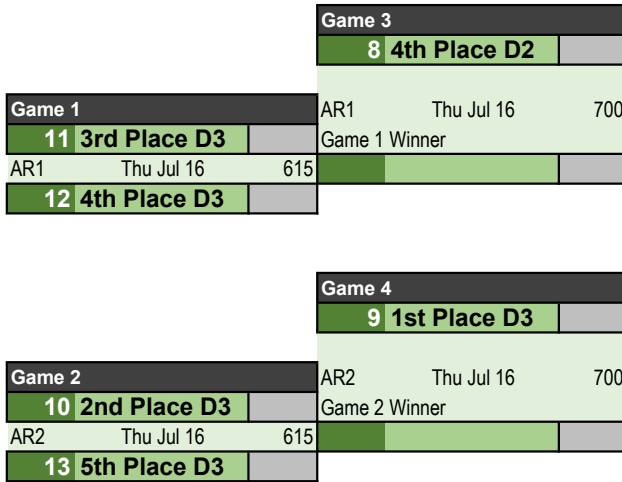 Game 3
8 4th Place D2
Game 1
AR1 Thu Jul 16 700
11 3rd Place D3
Game 1 Winner
AR1 Thu Jul 16 615
12 4th Place D3
Game 4
9 1st Place D3
Game 2
AR2 Thu Jul 16 700
10 2nd Place D3
Game 2 Winner
AR2 Thu Jul 16 615
13 5th Place D3